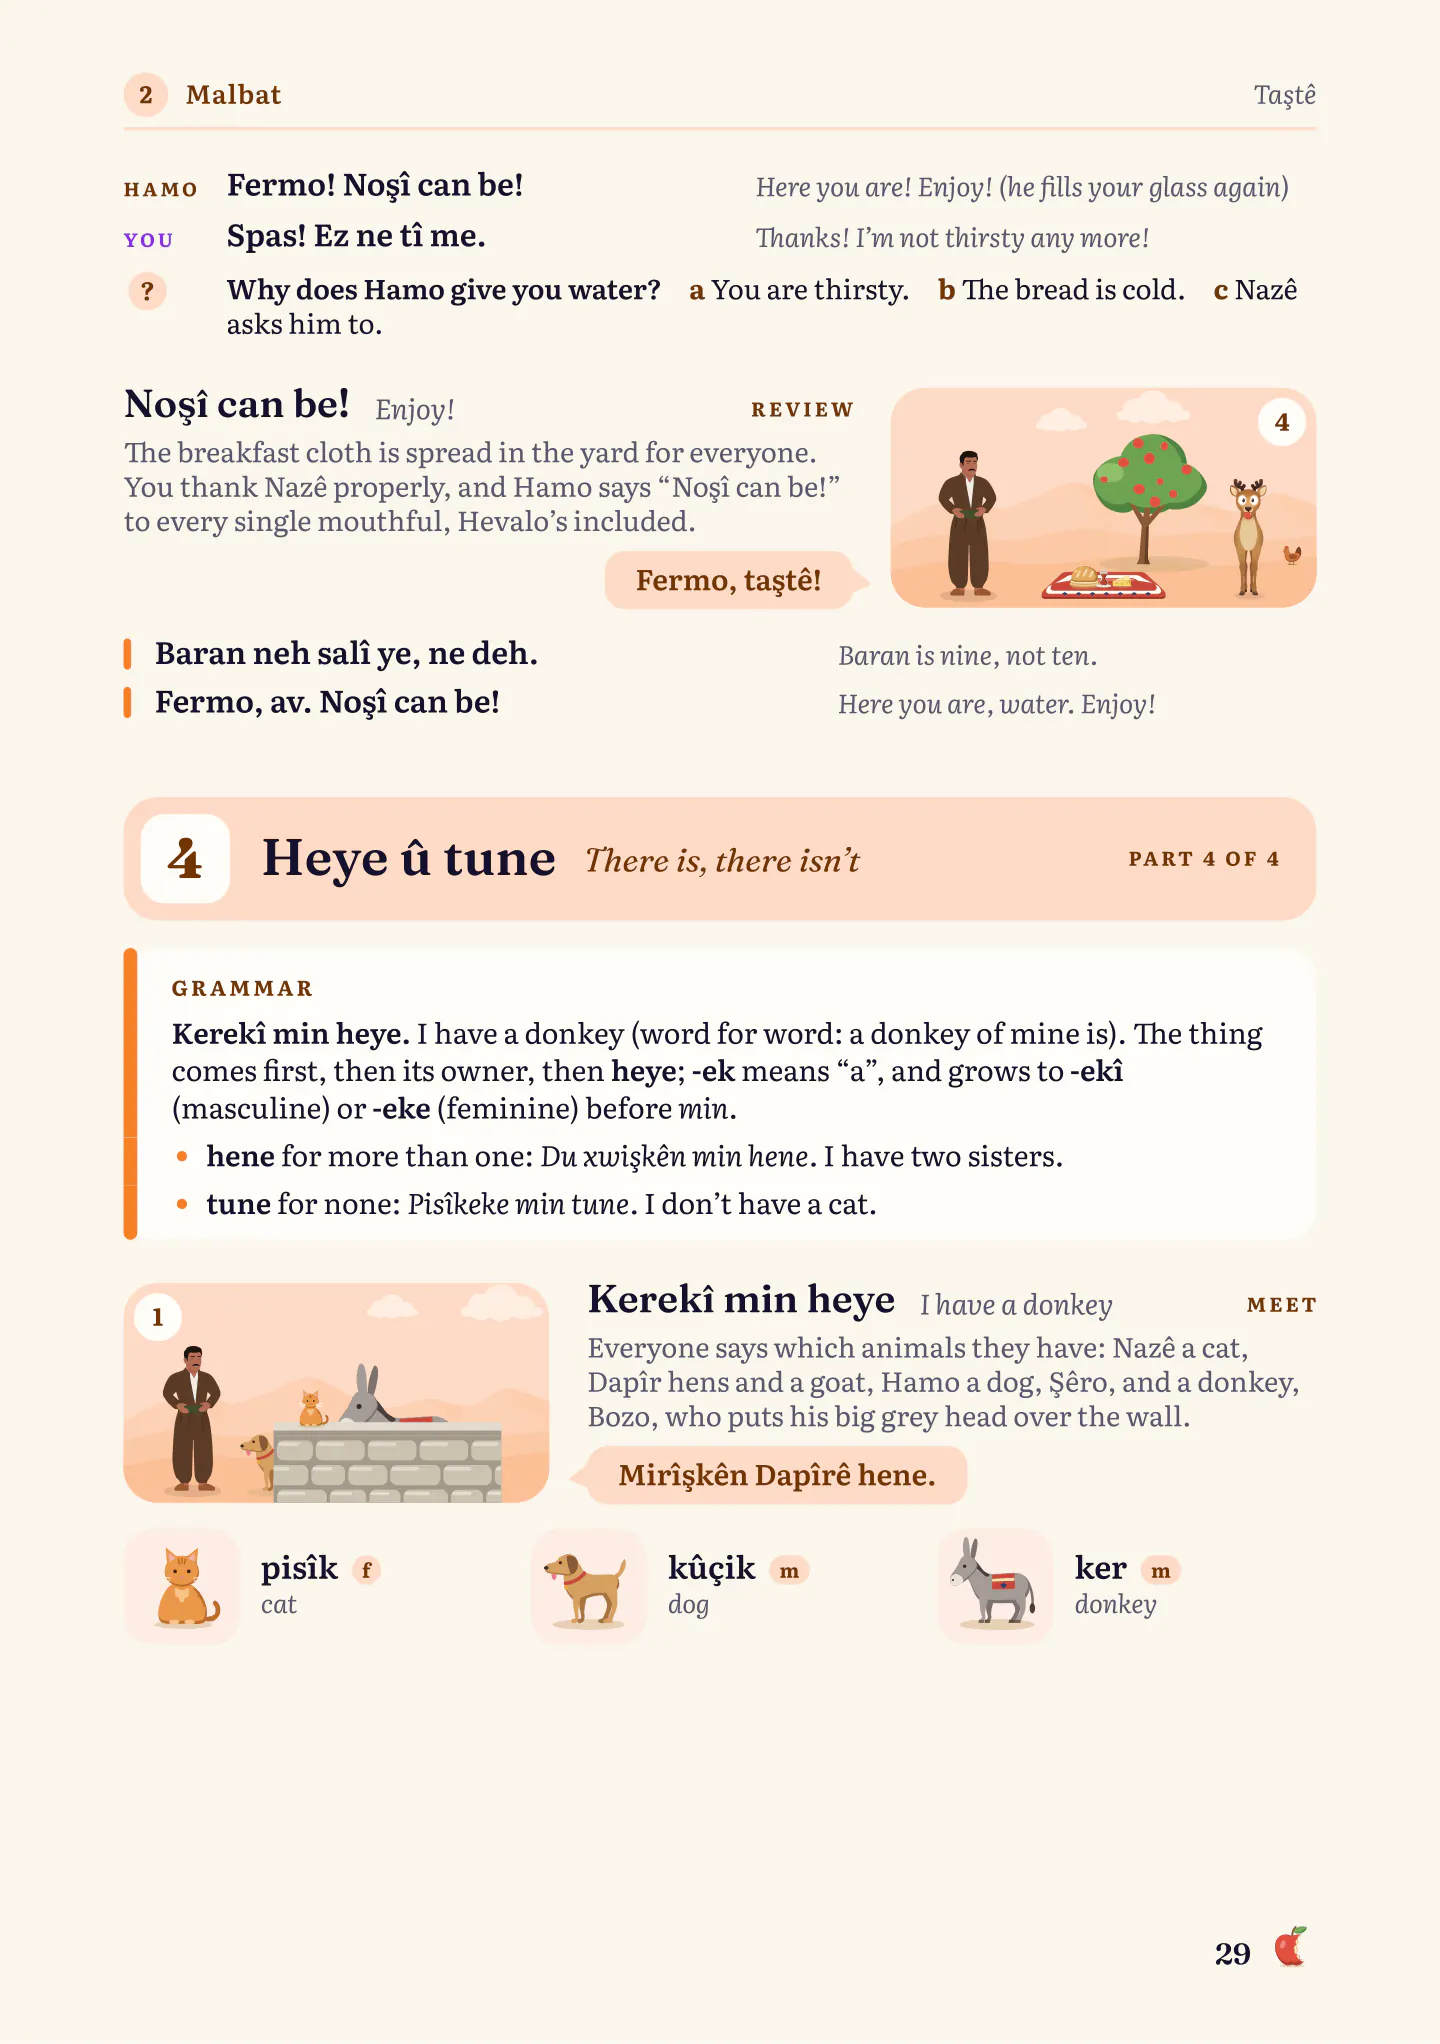 2 Malbat Taştê
HAMO Fermo! Noşî can be! Here you are! Enjoy! (he fills your glass again)
YOU Spas! Ez ne tî me. Thanks! I’m not thirsty any more!
? Why does Hamo give you water? a You are thirsty. b The bread is cold. c Nazê
asks him to.
Noşî can be! Enjoy! REVIEW
The breakfast cloth is spread in the yard for everyone.
You thank Nazê properly, and Hamo says “Noşî can be!”
to every single mouthful, Hevalo’s included.
Fermo, taştê!
4
Baran neh salî ye, ne deh. Baran is nine, not ten.
Fermo, av. Noşî can be! Here you are, water. Enjoy!
4 Heye û tune There is, there isn’t PART 4 OF 4
GRAMMAR
Kerekî min heye. I have a donkey (word for word: a donkey of mine is). The thing
comes first, then its owner, then heye; -ek means “a”, and grows to -ekî
(masculine) or -eke (feminine) before min.
• hene for more than one: Du xwişkên min hene. I have two sisters.
• tune for none: Pisîkeke min tune. I don’t have a cat.
1
Kerekî min heye I have a donkey MEET
Everyone says which animals they have: Nazê a cat,
Dapîr hens and a goat, Hamo a dog, Şêro, and a donkey,
Bozo, who puts his big grey head over the wall.
Mirîşkên Dapîrê hene.
pisîk f
cat
kûçik m
dog
ker m
donkey
29